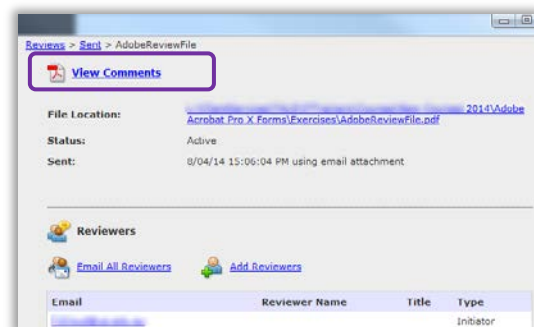 Reviews > Sent > AdobeReviewFile
View Comments
File Location: 2014\Adobe
Acrobat Pro X Forms\Exercises\AdobeReviewFile.pdf
Status: Active
Sent: 8/04/14 15:06:04 PM using email attachment
Reviewers
Email All Reviewers Add Reviewers
Email Reviewer Name Title Type
Initiator